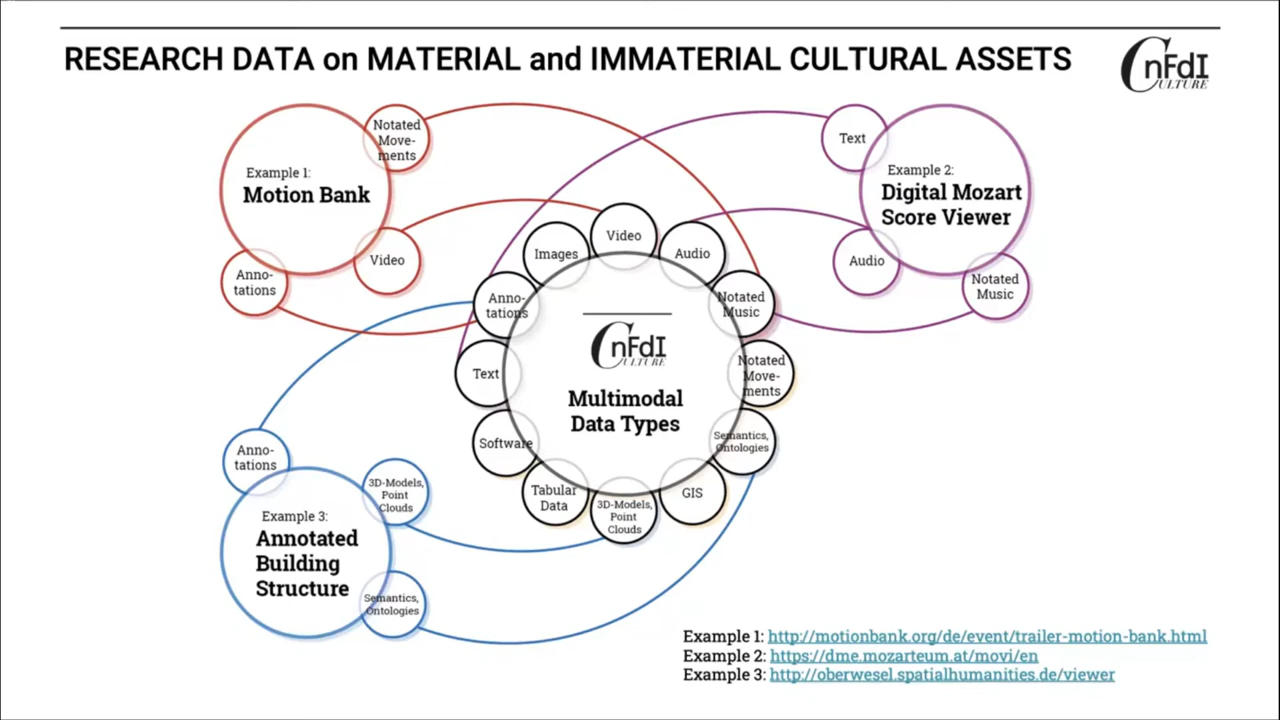 RESEARCH DATA on MATERIAL and IMMATERIAL CULTURAL ASSETS
CnFdI
ULTURE
Notated
Move-
ments
Example 1:
Motion Bank
Video
Anno-
tations
Text
Example 2:
Digital Mozart
Score Viewer
Audio
Notated
Music
Video
Images
Audio
Anno-
tations
Notated
Music
Text
Notated
Move-
ments
Software
Semantics,
Ontologies
Tabular
Data
3D-Models,
Point
Clouds
GIS
CnFdI
ULTURE
Multimodal
Data Types
Anno-
tations
3D-Models,
Point
Clouds
Example 3:
Annotated
Building
Structure
Semantics,
Ontologies
Example 1: http://motionbank.org/de/event/trailer-motion-bank.html
Example 2: https://dme.mozarteum.at/movi/en
Example 3: http://oberwesel.spatialhumanities.de/viewer